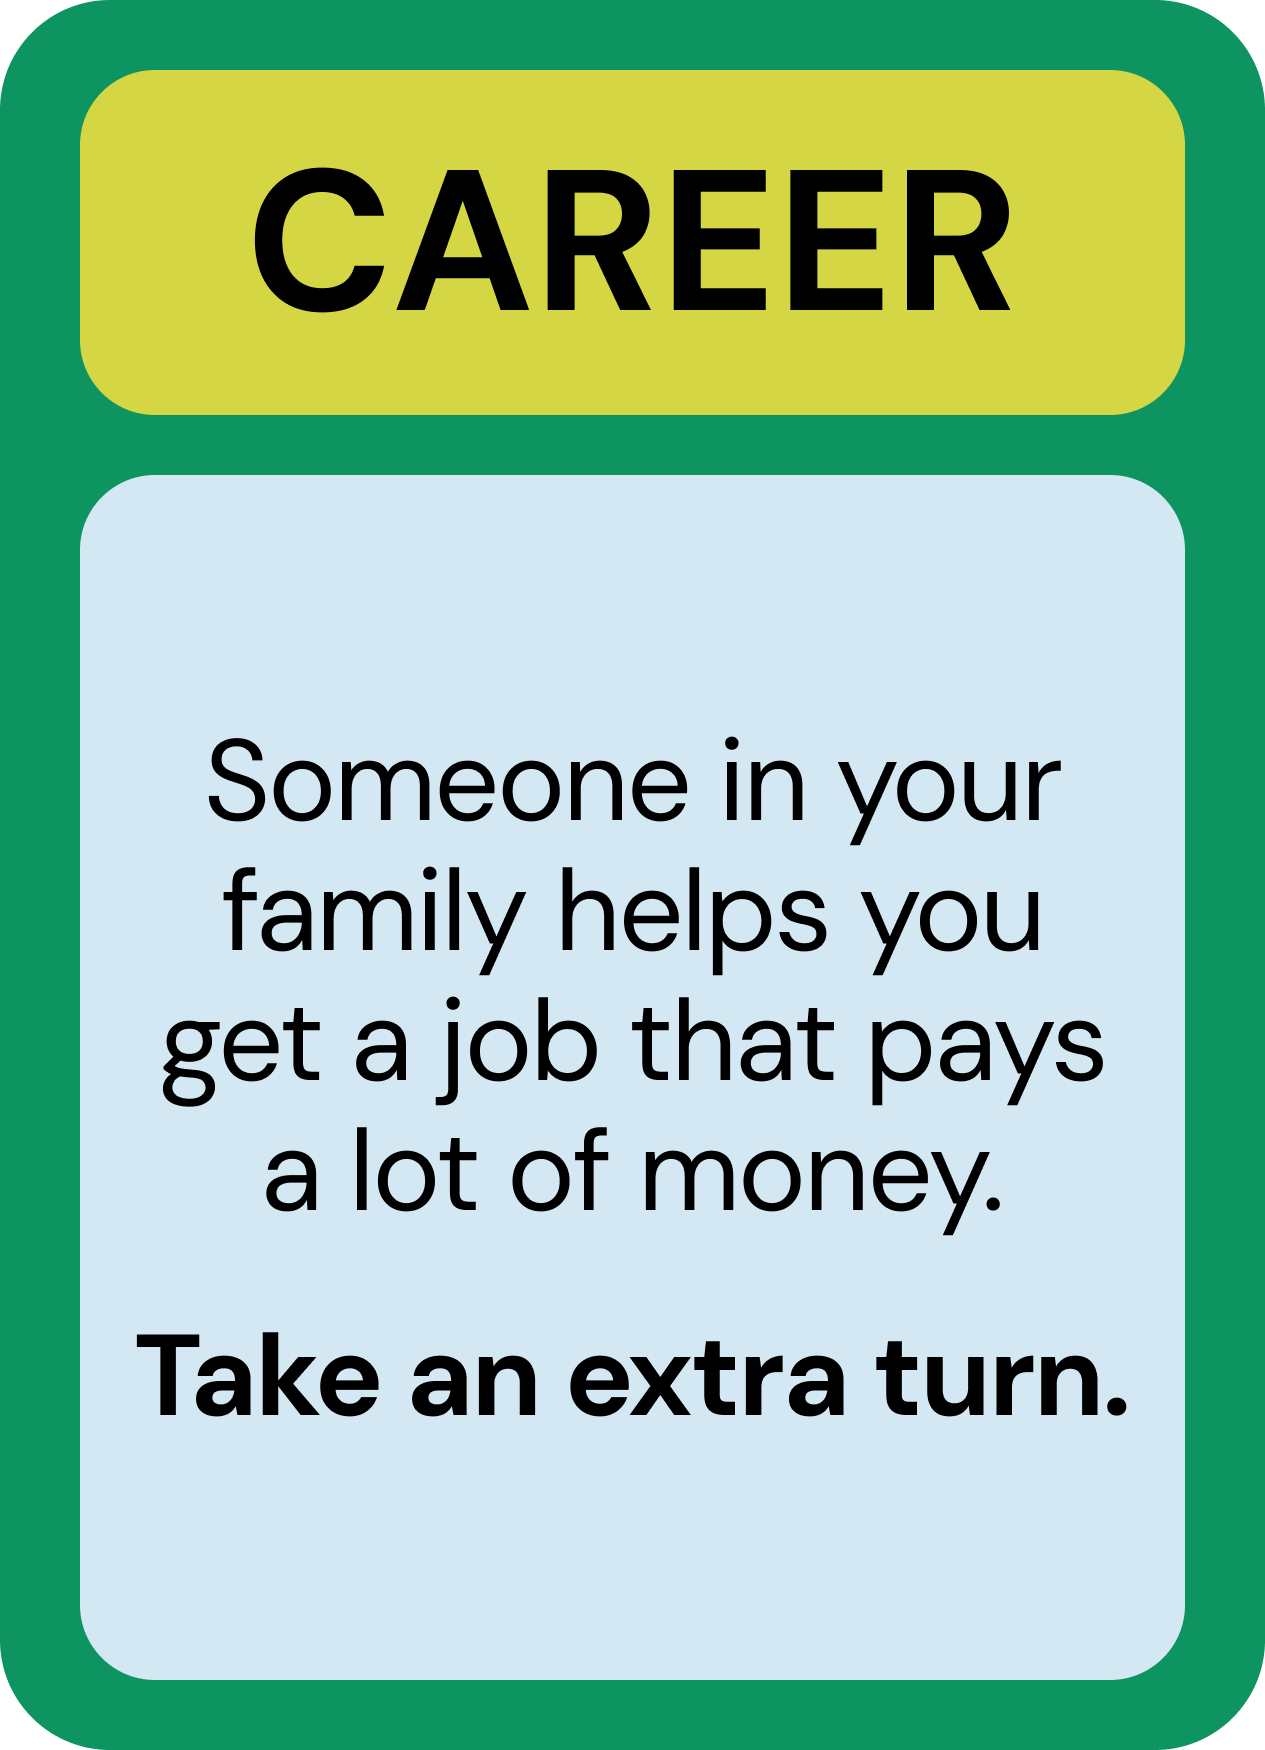 CAREER
Someone in your
family helps you
get a job that pays
a lot of money.
Take an extra turn.